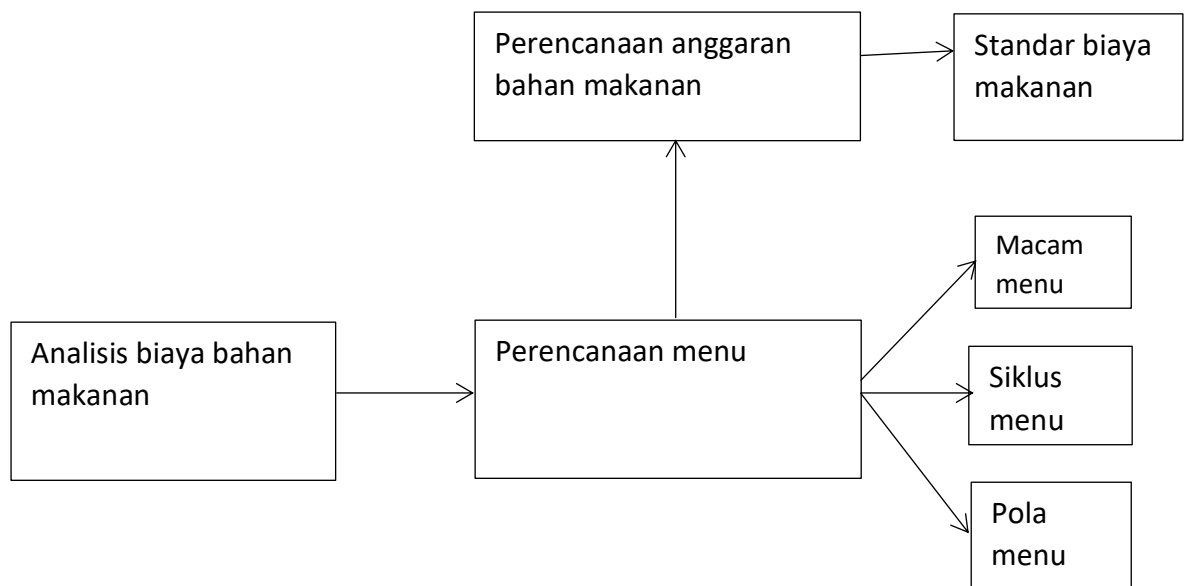 Perencanaan anggaran
bahan makanan
Standar biaya
makanan
Macam
menu
Analisis biaya bahan
makanan
Perencanaan menu
Siklus
menu
Pola
menu